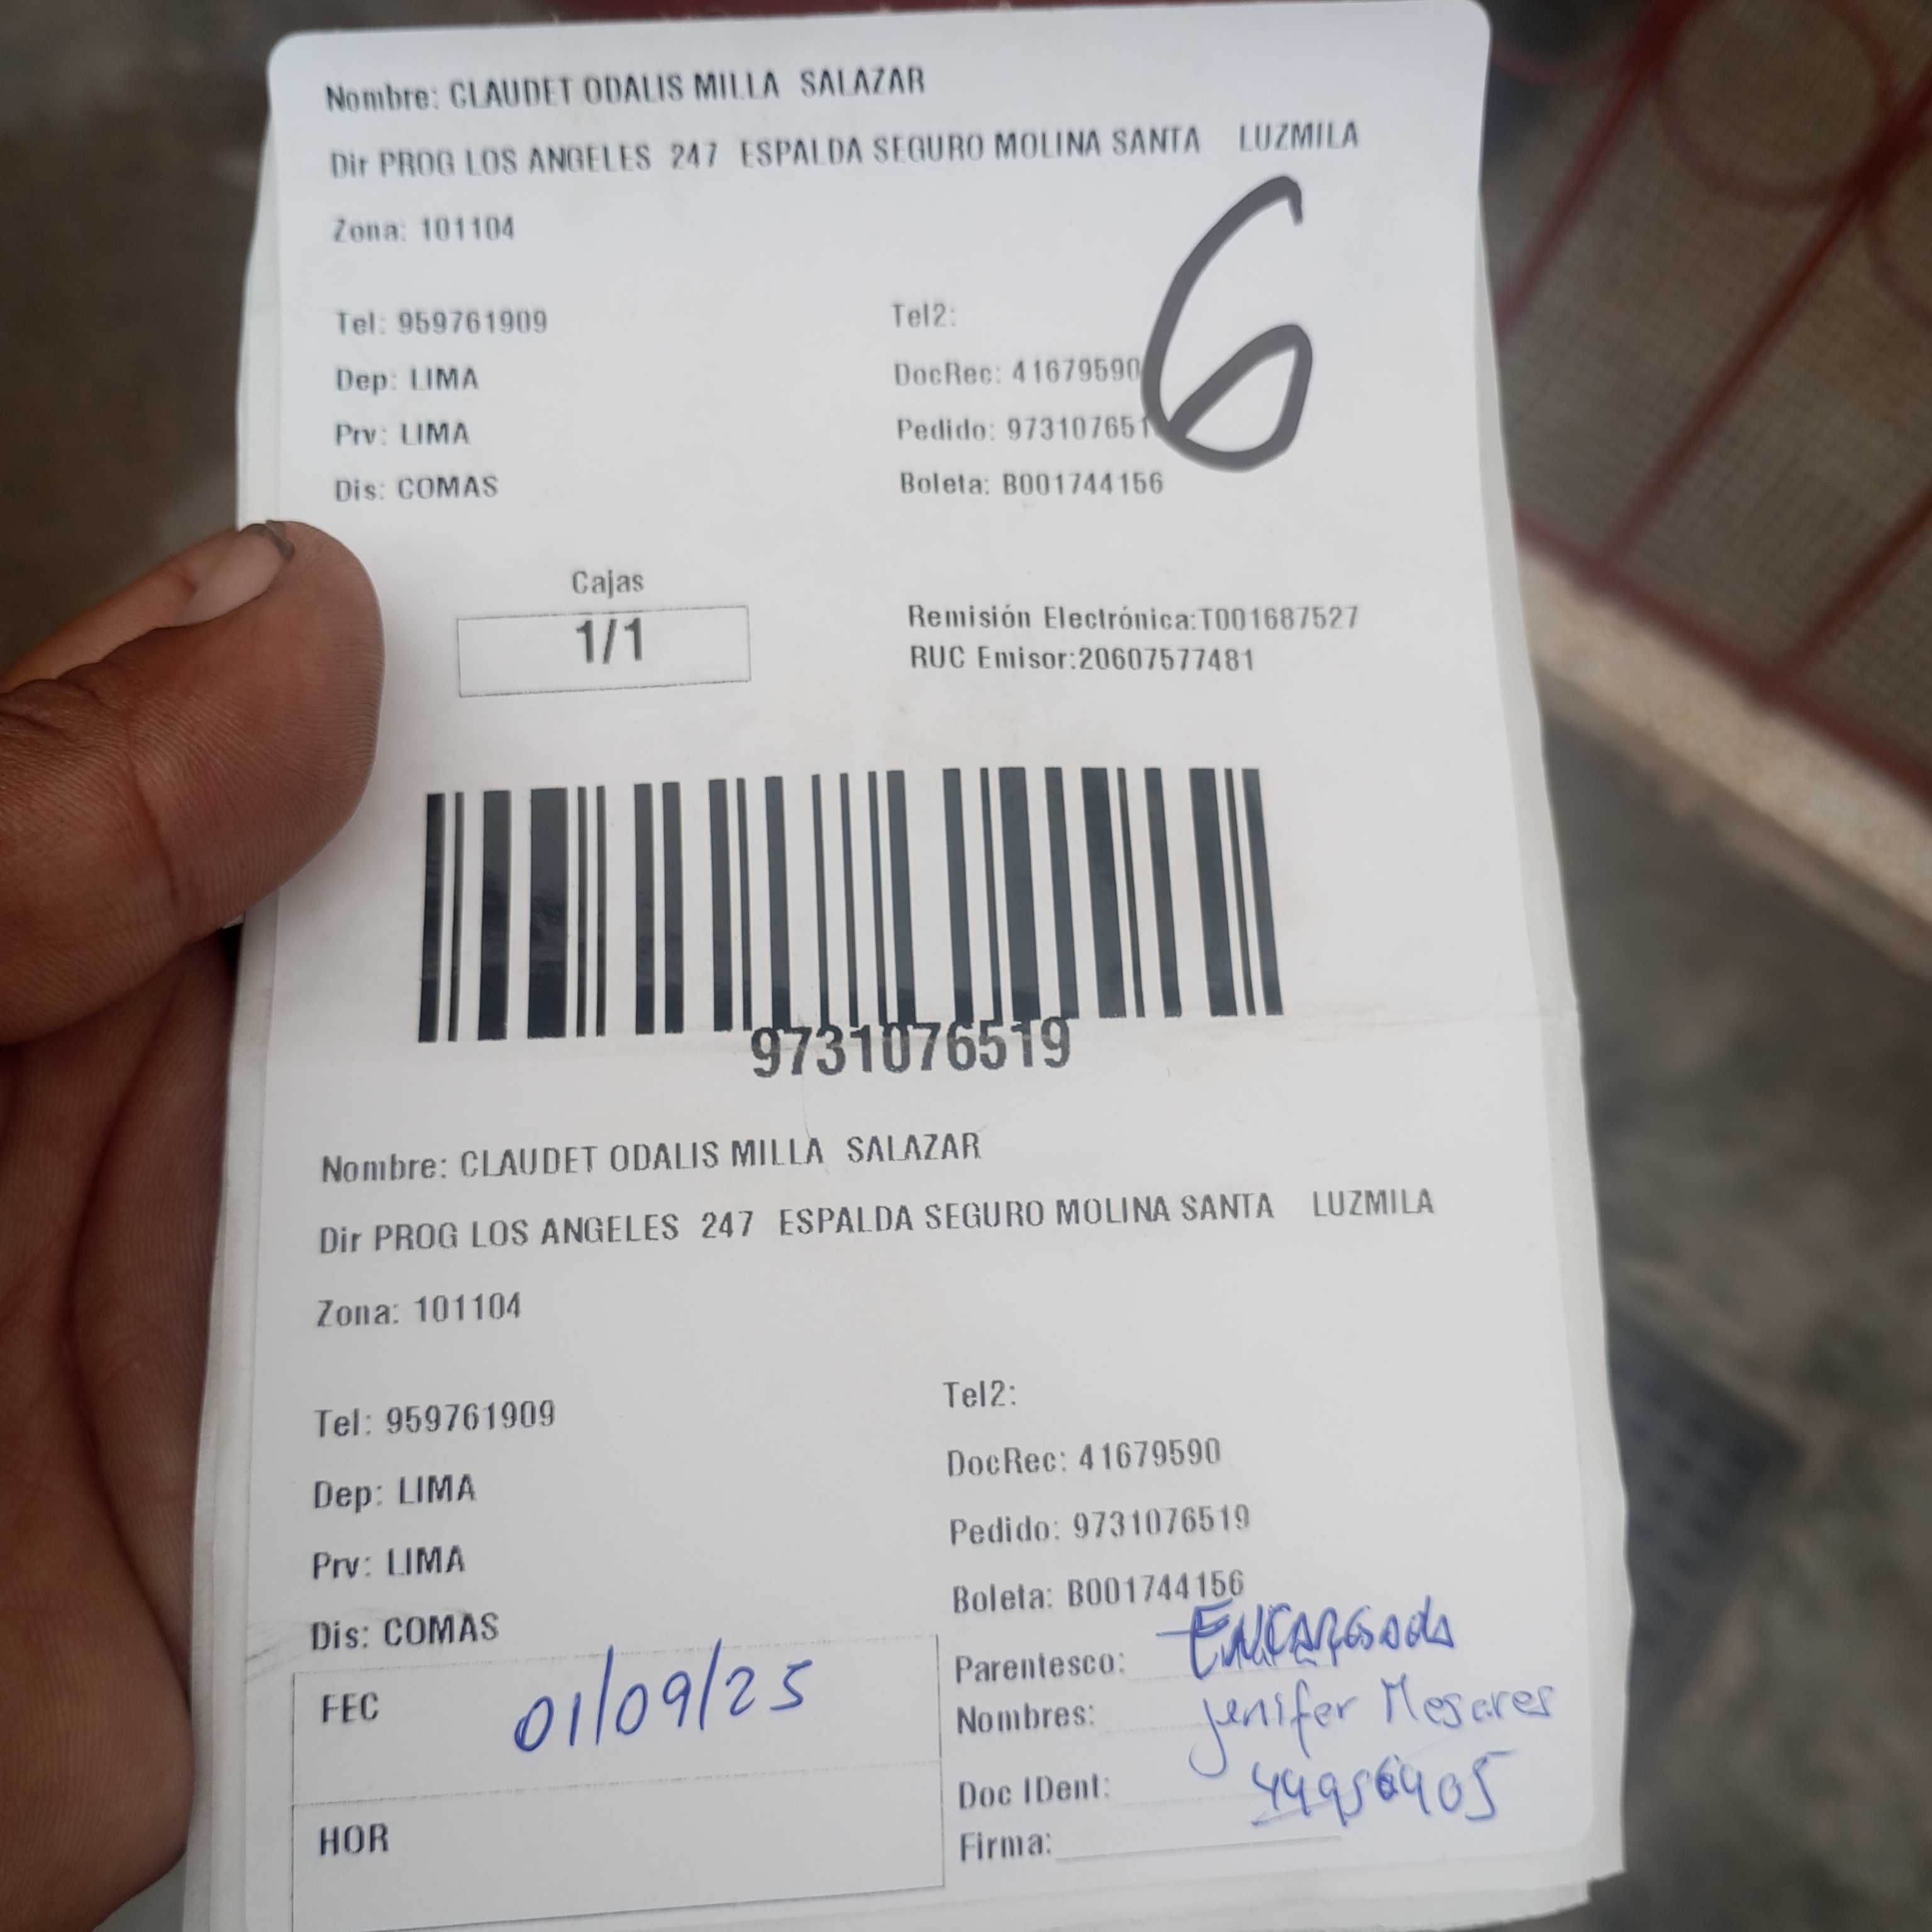 Nombre: CLAUDET ODALIS MILLA SALAZAR
Dir PROG LOS ANGELES 247 ESPALDA SEGURO MOLINA SANTA LUZMILA
Zona: 101104
6
Tel: 959761909 Tel2:
Dep: LIMA DocRec: 41679590
Prv: LIMA Pedido: 973107651
Dis: COMAS Boleta: B001744156
Cajas
1/1
Remisión Electrónica:T001687527
RUC Emisor:20607577481
9731076519
Nombre: CLAUDET ODALIS MILLA SALAZAR
Dir PROG LOS ANGELES 247 ESPALDA SEGURO MOLINA SANTA LUZMILA
Zona: 101104
Tel: 959761909 Tel2:
Dep: LIMA DocRec: 41679590
Prv: LIMA Pedido: 9731076519
Dis: COMAS Boleta: B001744156
FEC 01/09/25
HOR
Parentesco: ENCARGADA
Nombres: Jenifer
Doc IDent:
Firma: